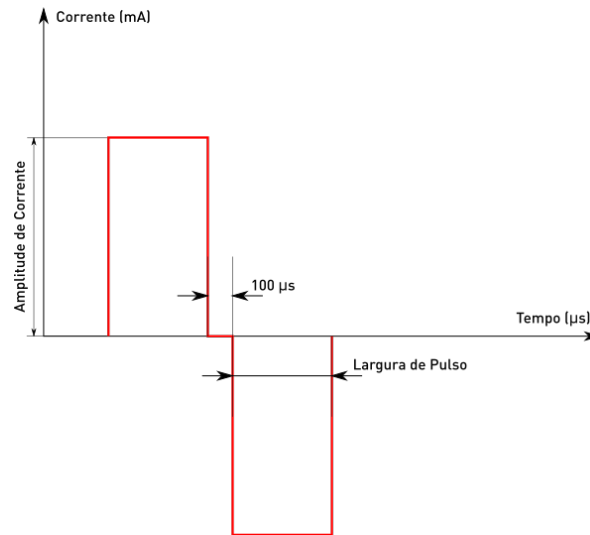 Corrente (mA)
Amplitude de Corrente
100 µs
Tempo (µs)
Largura de Pulso